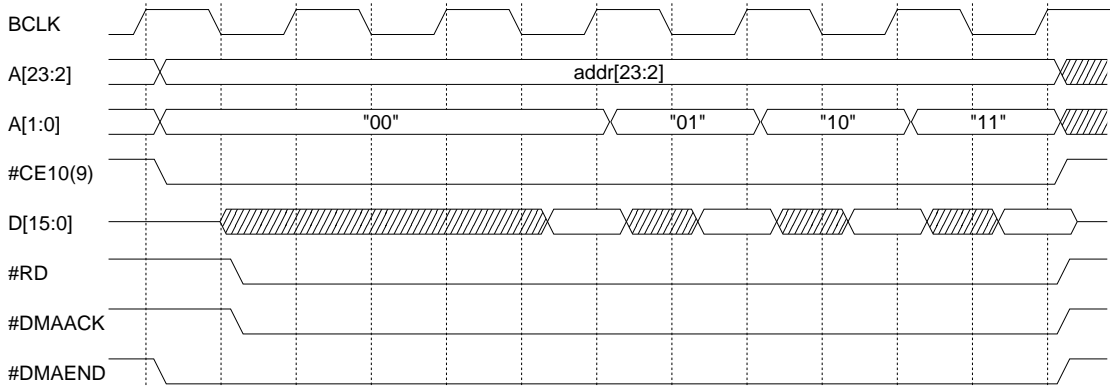 BCLK
A[23:2] addr[23:2]
A[1:0] "00" "01" "10" "11"
#CE10(9)
D[15:0]
#RD
#DMAACK
#DMAEND